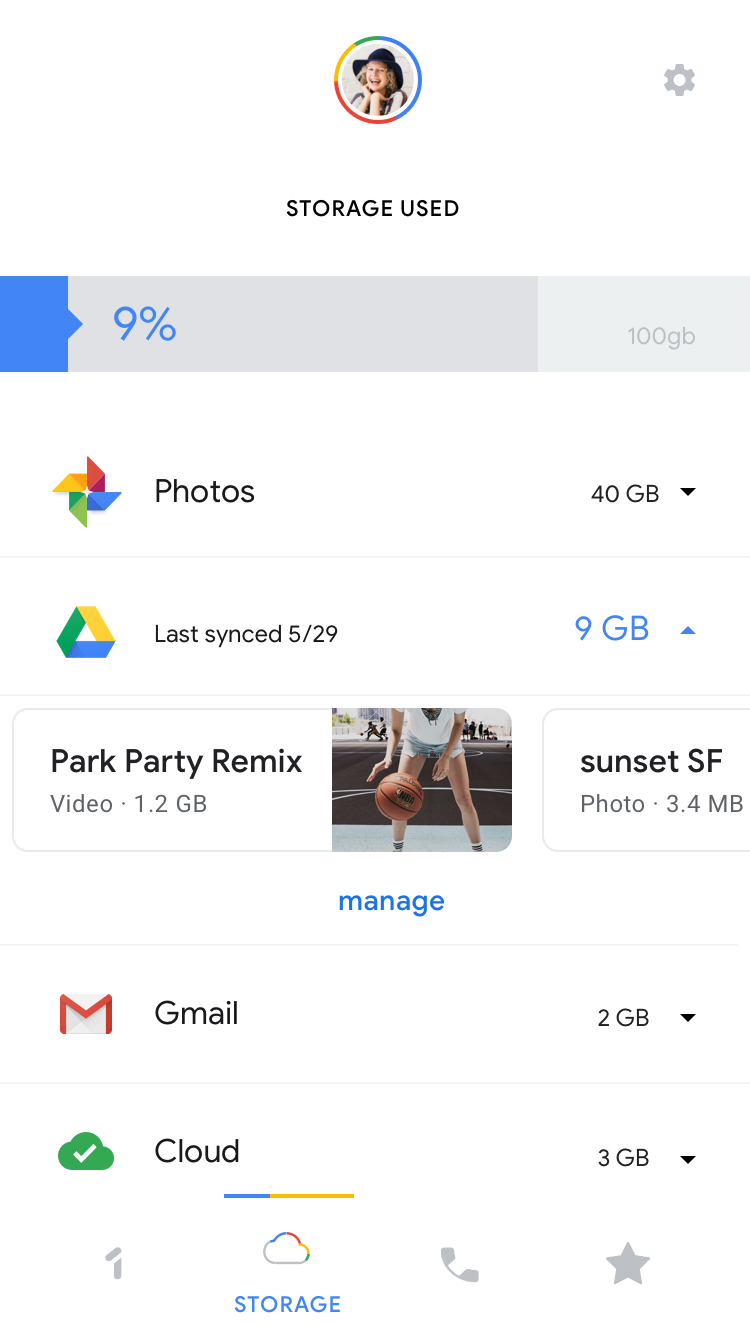 STORAGE USED
9%
100gb
Photos
40 GB
Last synced 5/29
9 GB
Park Party Remix
Video · 1.2 GB
sunset SF
Photo · 3.4 MB
manage
Gmail
2 GB
Cloud
3 GB
1
STORAGE